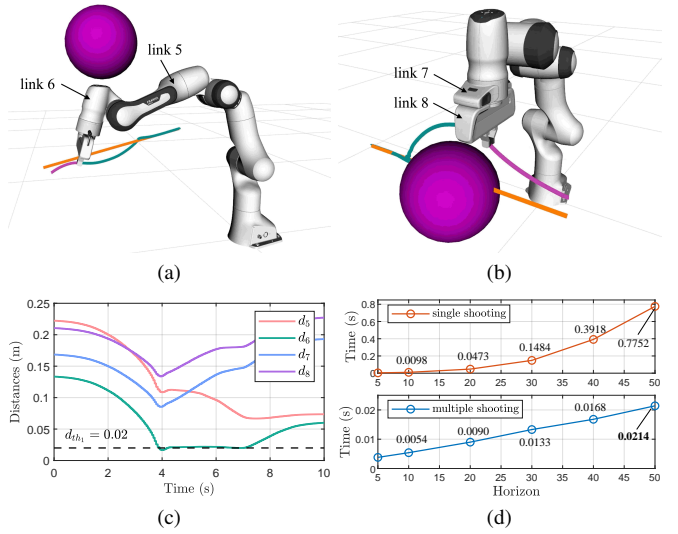 link 5
link 6
(a)
link 7
link 8
(b)
0.25
0.2
0.15
0.1
0.05
0
Distances (m)
d5
d6
d7
d8
d_{th_1} = 0.02
0 2 4 6 8 10
Time (s)
(c)
0.8
0.6
0.4
0.2
0
Time (s)
single shooting
0.0098
0.0473
0.1484
0.3918
0.7752
5 10 20 30 40 50
0.02
0.01
0
Time (s)
multiple shooting
0.0054
0.0090
0.0133
0.0168
0.0214
5 10 20 30 40 50
Horizon
(d)